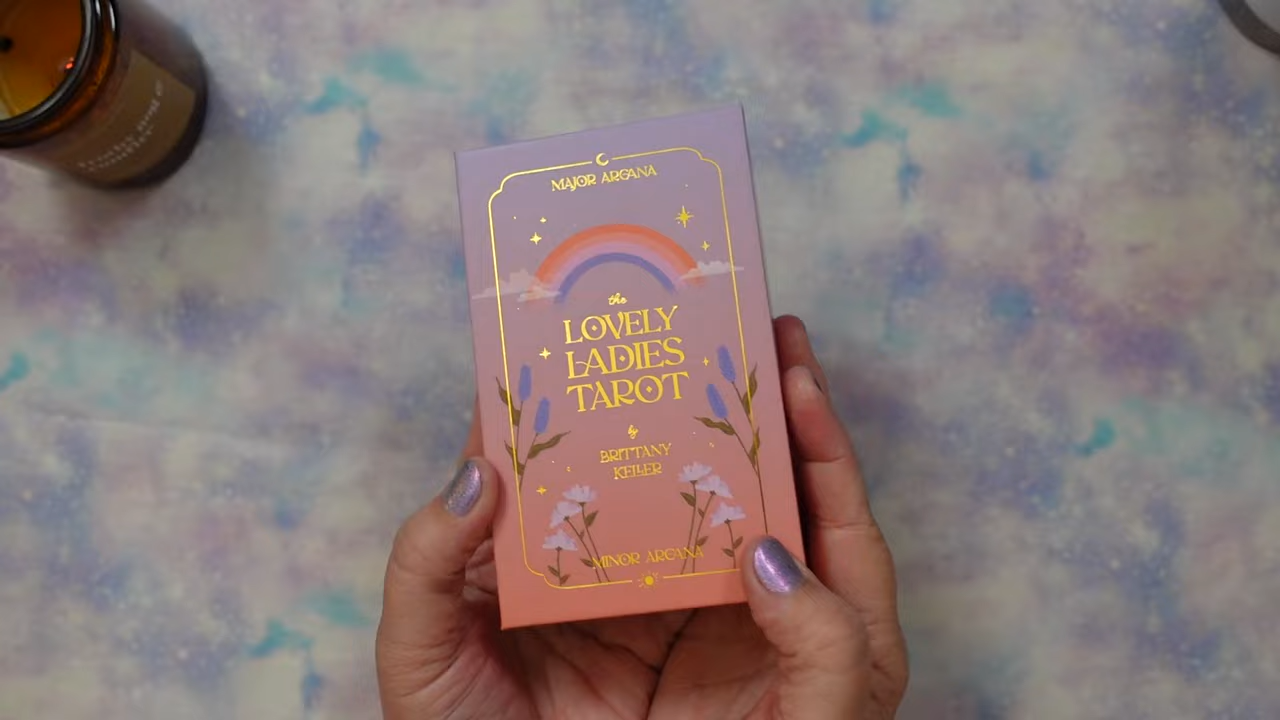 MAJOR ARCANA
the
LOVELY
LADIES
TAROT
by
BRITTANY
KELLER
MINOR ARCANA